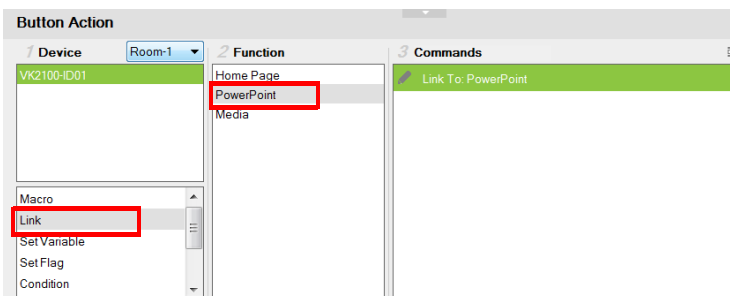 Button Action
1 Device Room-1 2 Function 3 Commands
VK2100-ID01
Home Page
PowerPoint
Media
Link To: PowerPoint
Macro
Link
Set Variable
Set Flag
Condition